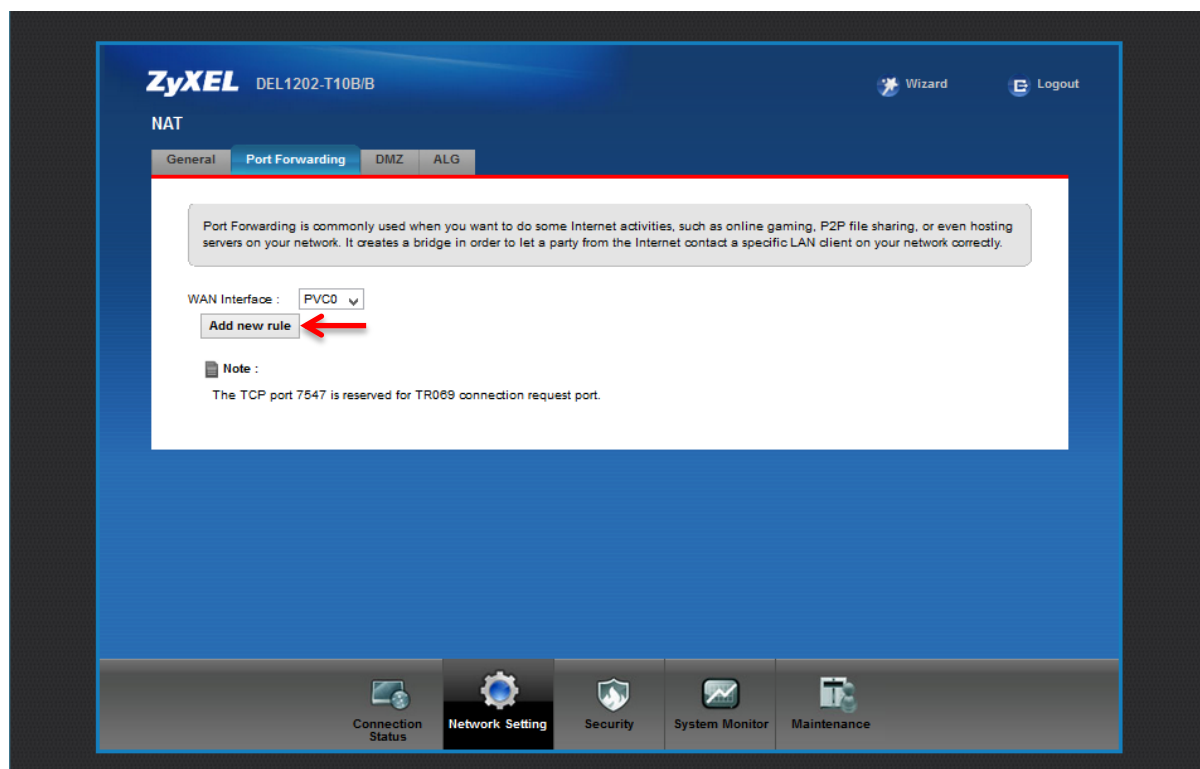 ZyXEL DEL1202-T10B/B
Wizard
Logout
NAT
General
Port Forwarding
DMZ
ALG
Port Forwarding is commonly used when you want to do some Internet activities, such as online gaming, P2P file sharing, or even hosting
servers on your network. It creates a bridge in order to let a party from the Internet contact a specific LAN client on your network correctly.
WAN Interface : PVC0
Add new rule
Note :
The TCP port 7547 is reserved for TR069 connection request port.
Connection
Status
Network Setting
Security
System Monitor
Maintenance